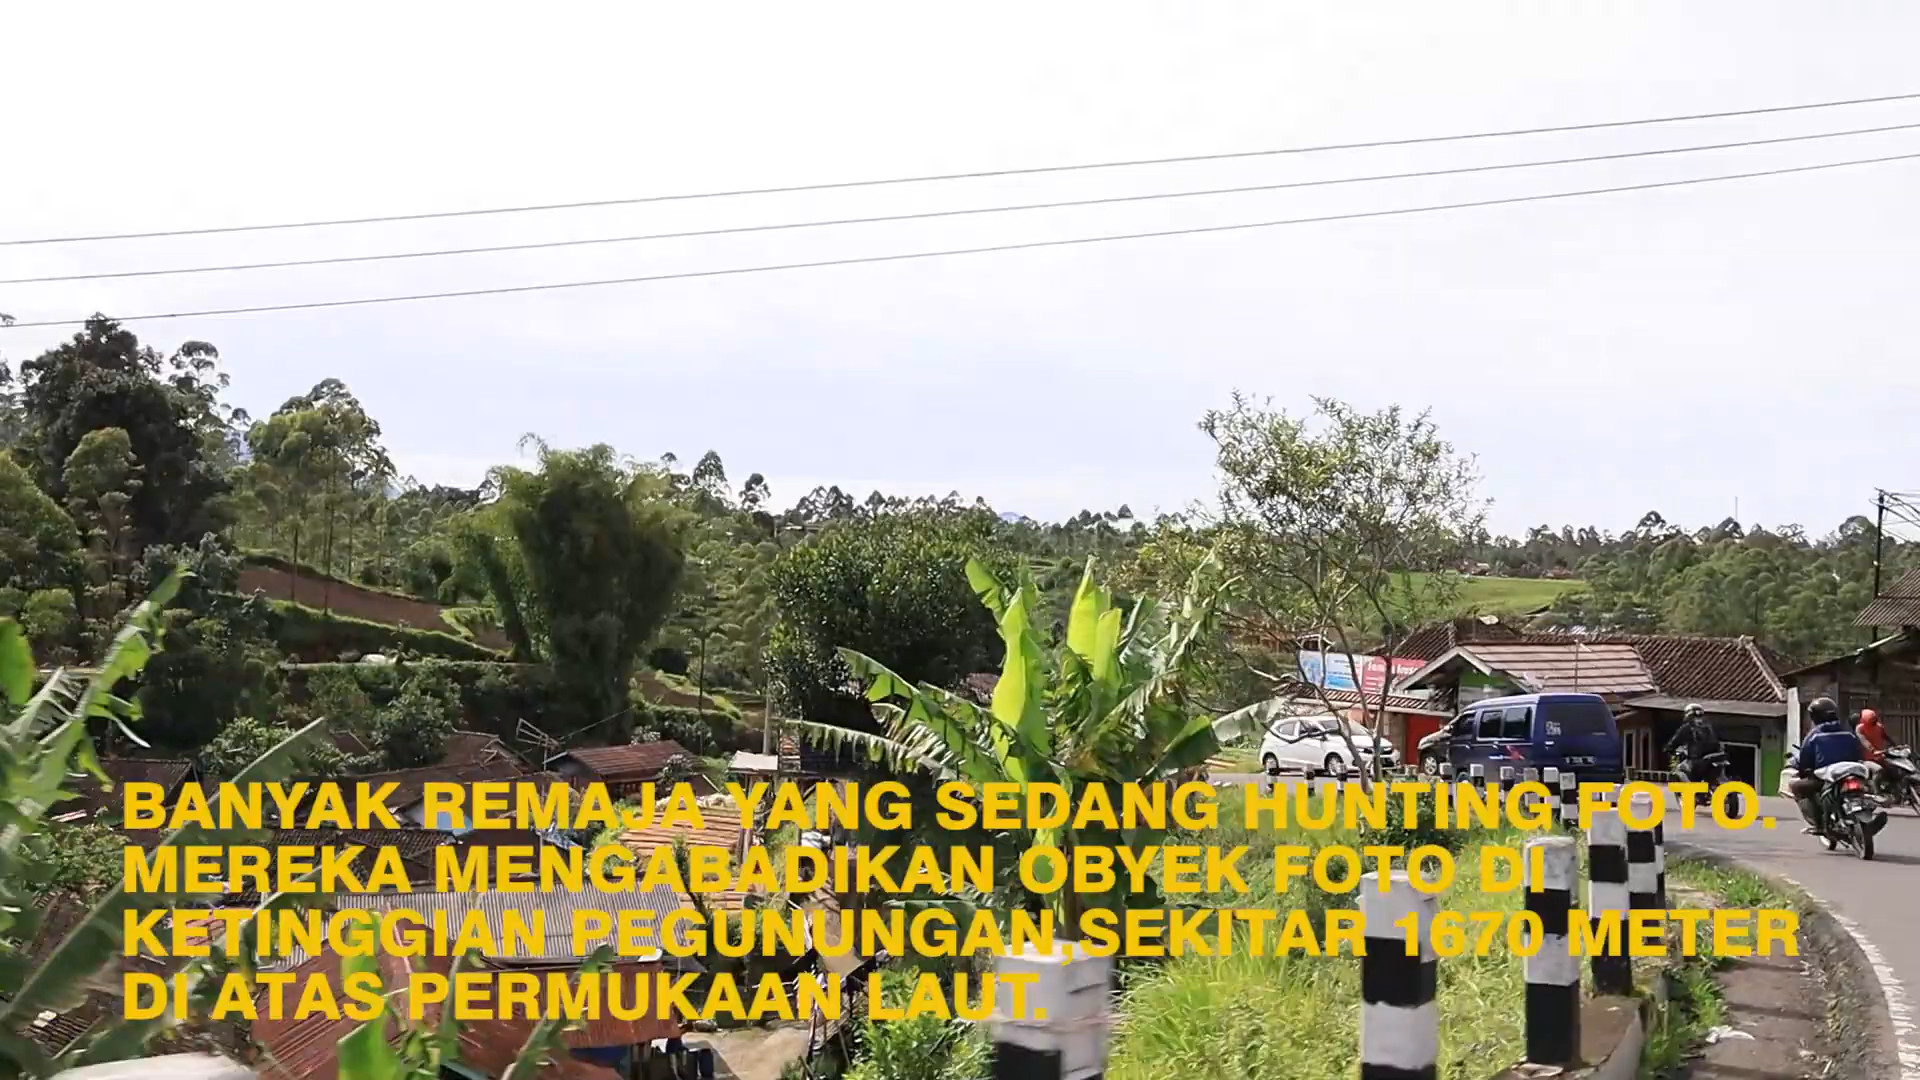 BANYAK REMAJA YANG SEDANG HUNTING FOTO.
MEREKA MENGABADIKAN OBYEK FOTO DI
KETINGGIAN PEGUNUNGAN,SEKITAR 1670 METER
DI ATAS PERMUKAAN LAUT.